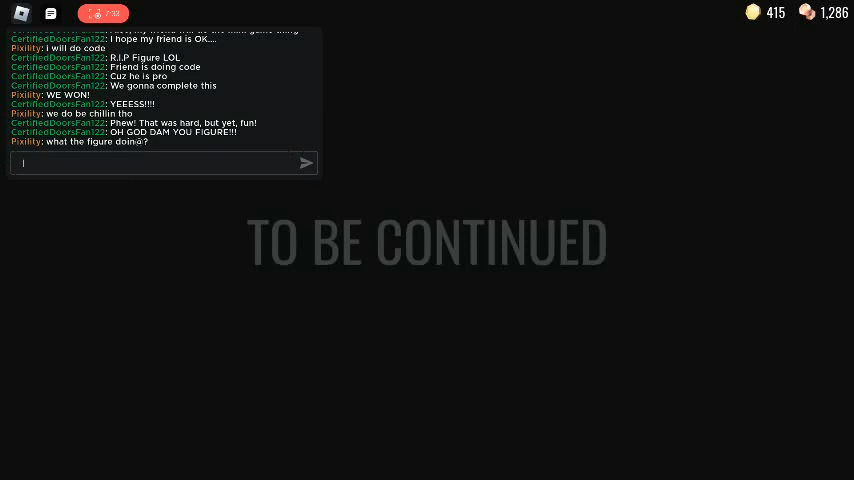 7:33
415
1,286
CertifiedDoorsFan122: I hope my friend is OK....
Pixility: i will do code
CertifiedDoorsFan122: R.I.P Figure LOL
CertifiedDoorsFan122: Friend is doing code
CertifiedDoorsFan122: Cuz he is pro
CertifiedDoorsFan122: We gonna complete this
Pixility: WE WON!
CertifiedDoorsFan122: YEEESS!!!!
Pixility: we do be chillin tho
CertifiedDoorsFan122: Phew! That was hard, but yet, fun!
CertifiedDoorsFan122: OH GOD DAM YOU FIGURE!!!
Pixility: what the figure doin@?
TO BE CONTINUED